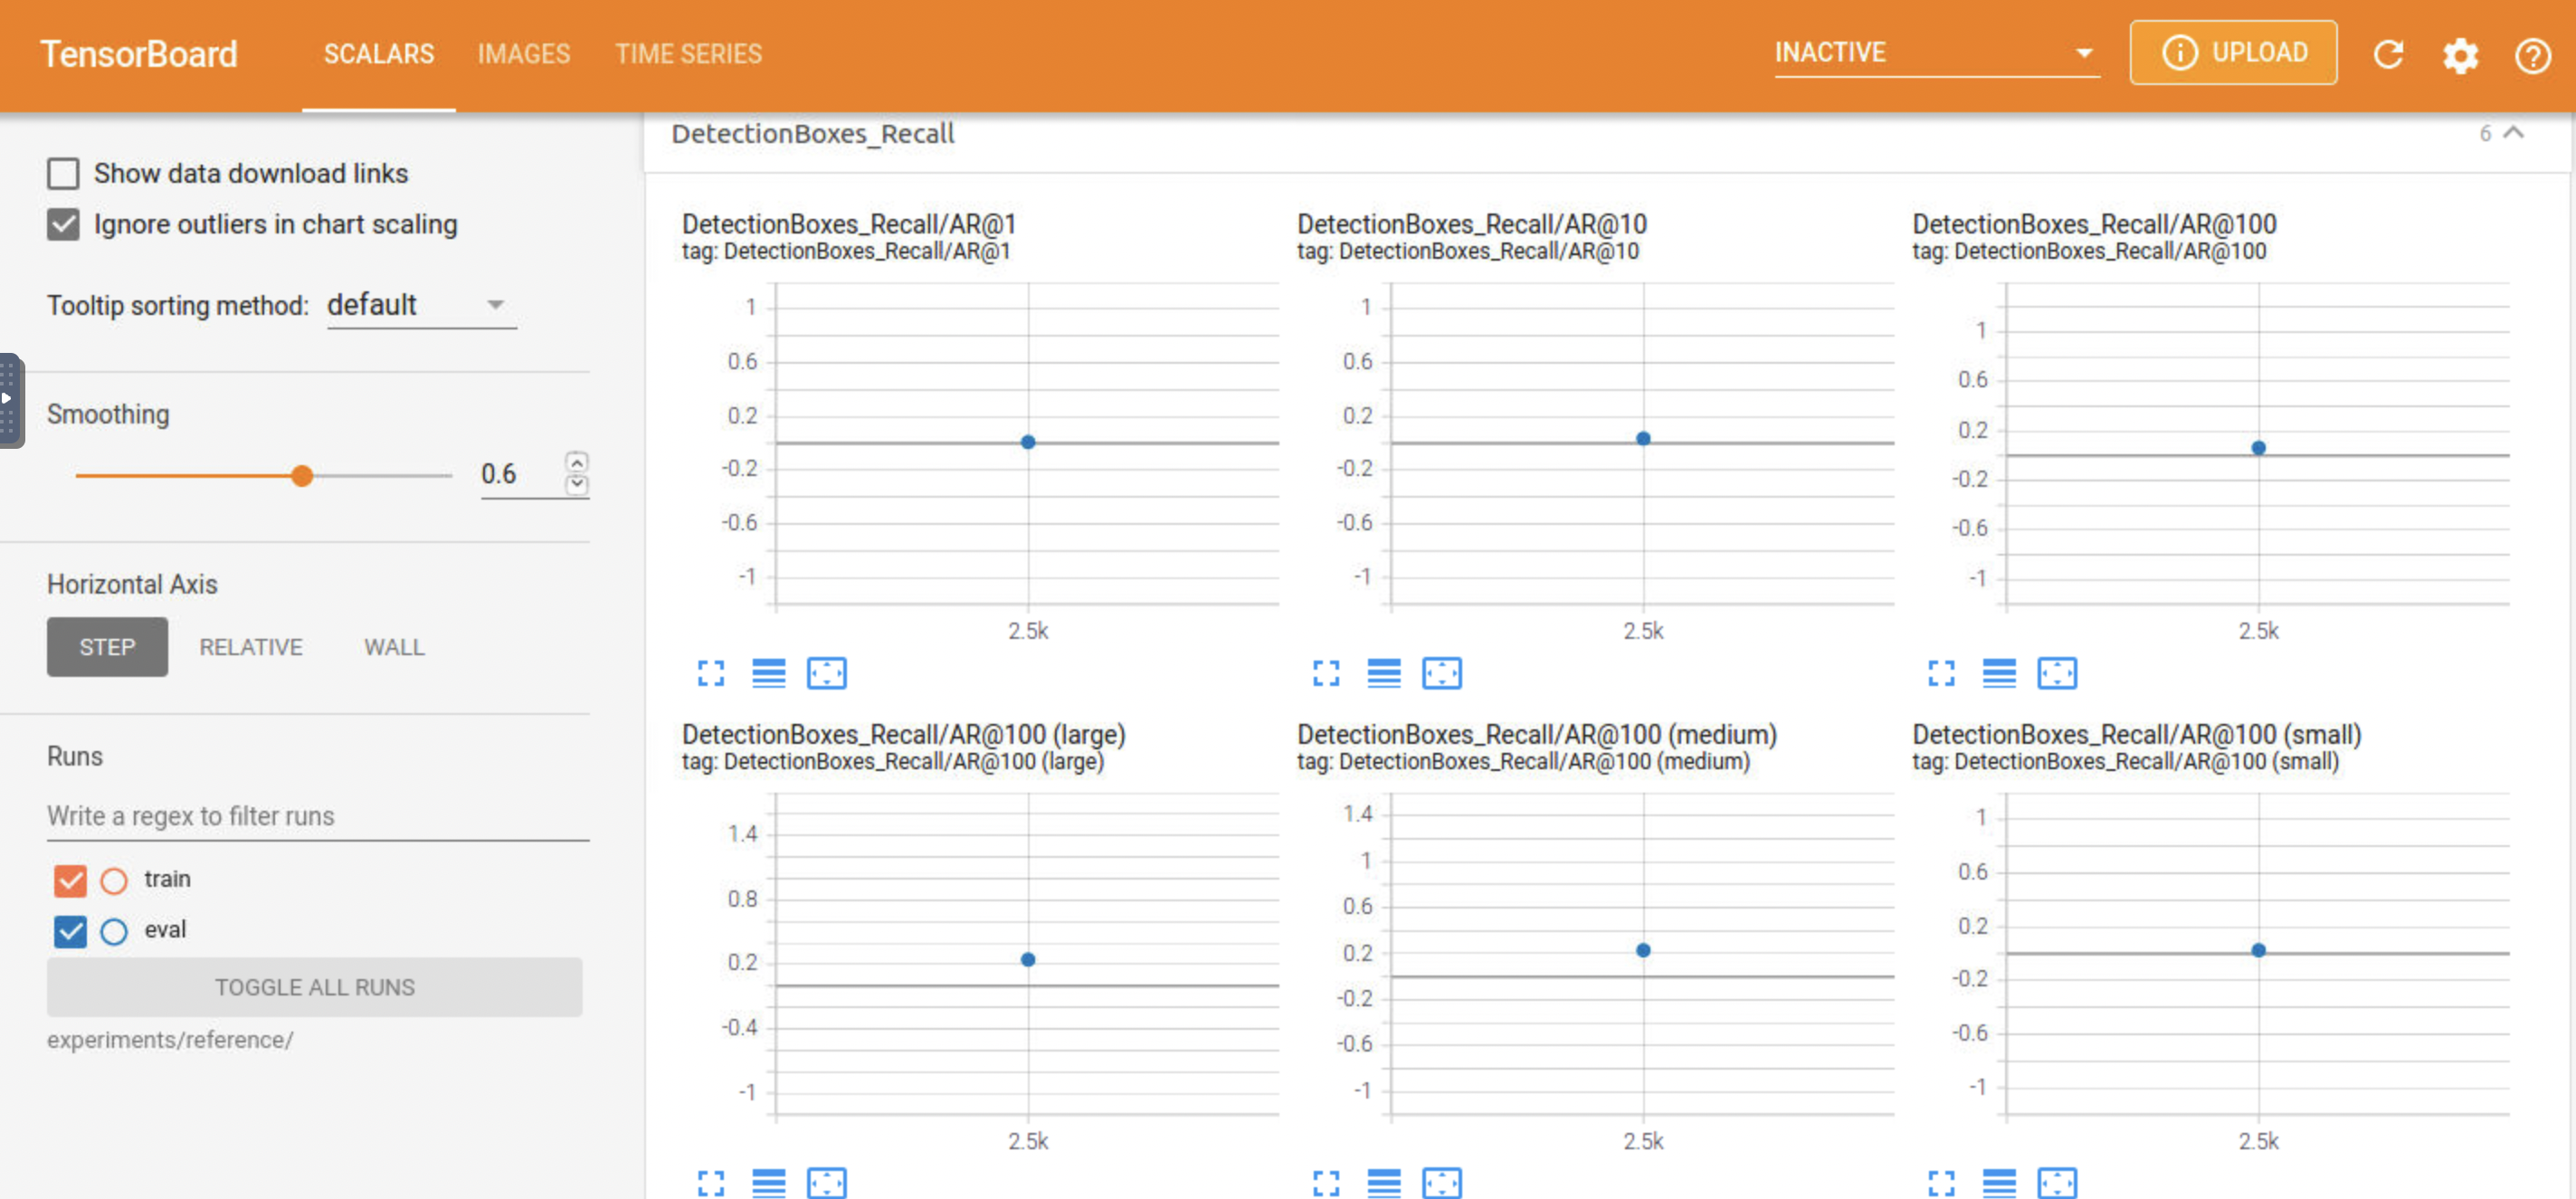 TensorBoard SCALARS IMAGES TIME SERIES INACTIVE UPLOAD
Show data download links
Ignore outliers in chart scaling
Tooltip sorting method: default
Smoothing
0.6
Horizontal Axis
STEP RELATIVE WALL
Runs
Write a regex to filter runs
train
eval
TOGGLE ALL RUNS
experiments/reference/
DetectionBoxes_Recall 6
DetectionBoxes_Recall/AR@1
tag: DetectionBoxes_Recall/AR@1
1
0.6
0.2
-0.2
-0.6
-1
2.5k
DetectionBoxes_Recall/AR@10
tag: DetectionBoxes_Recall/AR@10
1
0.6
0.2
-0.2
-0.6
-1
2.5k
DetectionBoxes_Recall/AR@100
tag: DetectionBoxes_Recall/AR@100
1
0.6
0.2
-0.2
-0.6
-1
2.5k
DetectionBoxes_Recall/AR@100 (large)
tag: DetectionBoxes_Recall/AR@100 (large)
1.4
0.8
0.2
-0.4
-1
2.5k
DetectionBoxes_Recall/AR@100 (medium)
tag: DetectionBoxes_Recall/AR@100 (medium)
1.4
1
0.6
0.2
-0.2
-0.6
-1
2.5k
DetectionBoxes_Recall/AR@100 (small)
tag: DetectionBoxes_Recall/AR@100 (small)
1
0.6
0.2
-0.2
-0.6
-1
2.5k